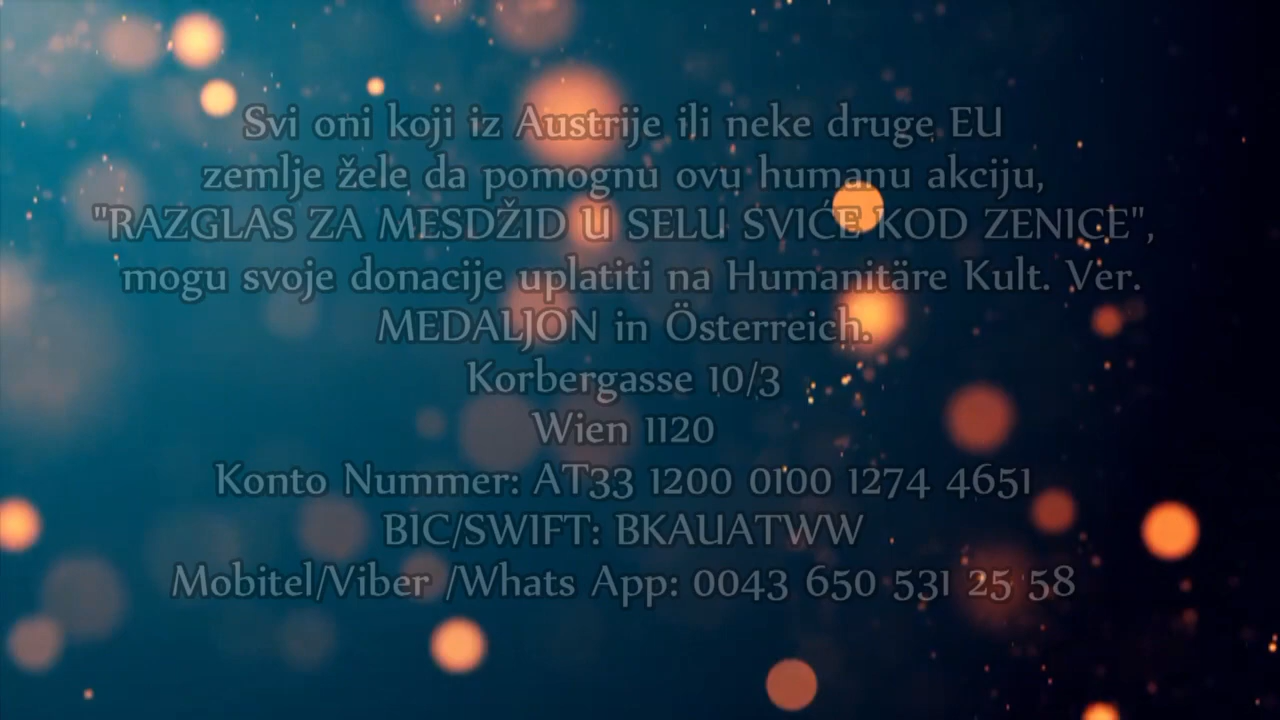 Svi oni koji iz Austrije ili neke druge EU
zemlje žele da pomognu ovu humanu akciju,
"RAZGLAS ZA MESDŽID U SELU SVIĆE KOD ZENICE",
mogu svoje donacije uplatiti na Humanitäre Kult. Ver.
MEDALJON in Österreich.
Korbergasse 10/3
Wien 1120
Konto Nummer: AT33 1200 0100 1274 4651
BIC/SWIFT: BKAUATWW
Mobitel/Viber /Whats App: 0043 650 531 25 58